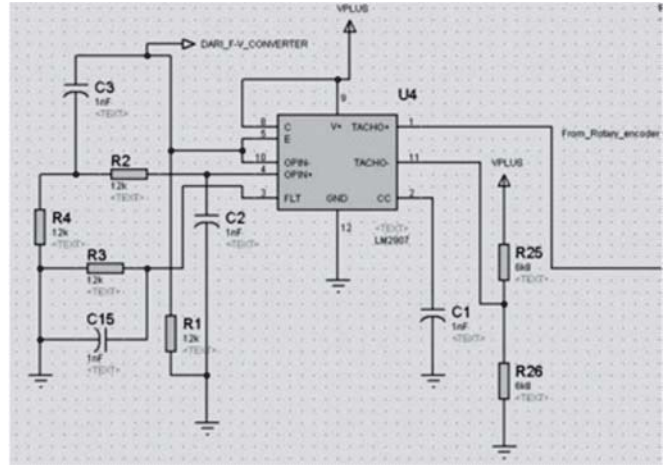 VPLUS
DARI_F-V_CONVERTER
C3
1nF
<TEXT>
U4
8 C
5 E
10 OPIN-
4 OPIN+
3 FLT
9 V+
TACHO+ 1
TACHO- 11
CC 2
GND
12
<TEXT>
LM2907
From_Rotary_encoder
VPLUS
R2
12k
<TEXT>
R4
12k
<TEXT>
R3
12k
<TEXT>
C2
1nF
<TEXT>
C15
1nF
<TEXT>
R1
12k
<TEXT>
C1
1nF
<TEXT>
R25
6k8
<TEXT>
R26
6k8
<TEXT>